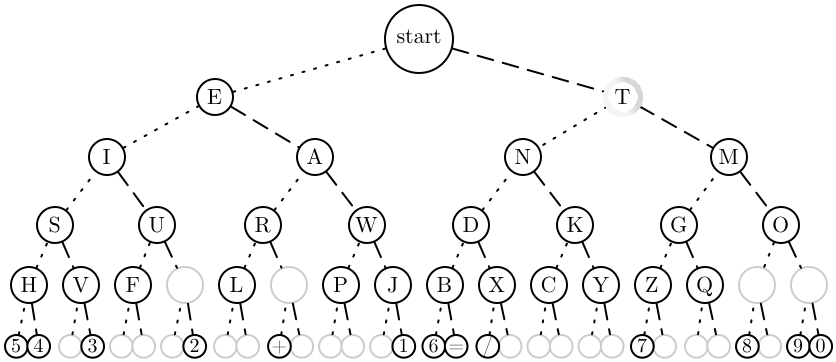 start
E T
I A N M
S U R W D K G O
H V F L P J B X C Y Z Q
5 4 3 2 + 1 6 = / 7 8 9 0